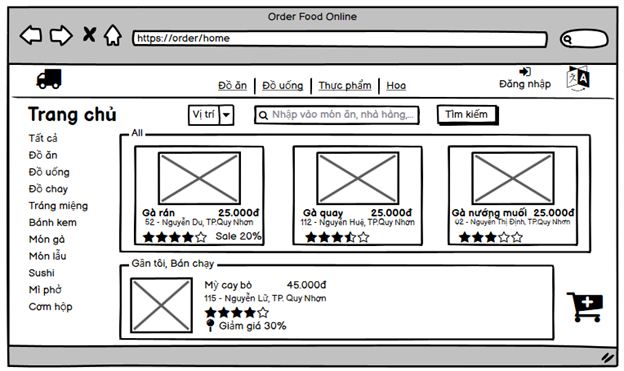 Order Food Online
https://order/home
Đồ ăn Đồ uống Thực phẩm Hoa
Đăng nhập
Trang chủ
Vị trí
Nhập vào món ăn, nhà hàng,...
Tìm kiếm
Tất cả
Đồ ăn
Đồ uống
Đồ chay
Tráng miệng
Bánh kem
Món gà
Món lẩu
Sushi
Mì phở
Cơm hộp
All
Gà rán 25.000đ
52 - Nguyễn Du, TP.Quy Nhơn
Sale 20%
Gà quay 25.000đ
112 - Nguyễn Huệ, TP.Quy Nhơn
Gà nướng muối 25.000đ
02 - Nguyễn Thị Định, TP.Quy Nhơn
Gần tôi, Bán chạy
Mỳ cay bò 45.000đ
115 - Nguyễn Lữ, TP. Quy Nhơn
Giảm giá 30%